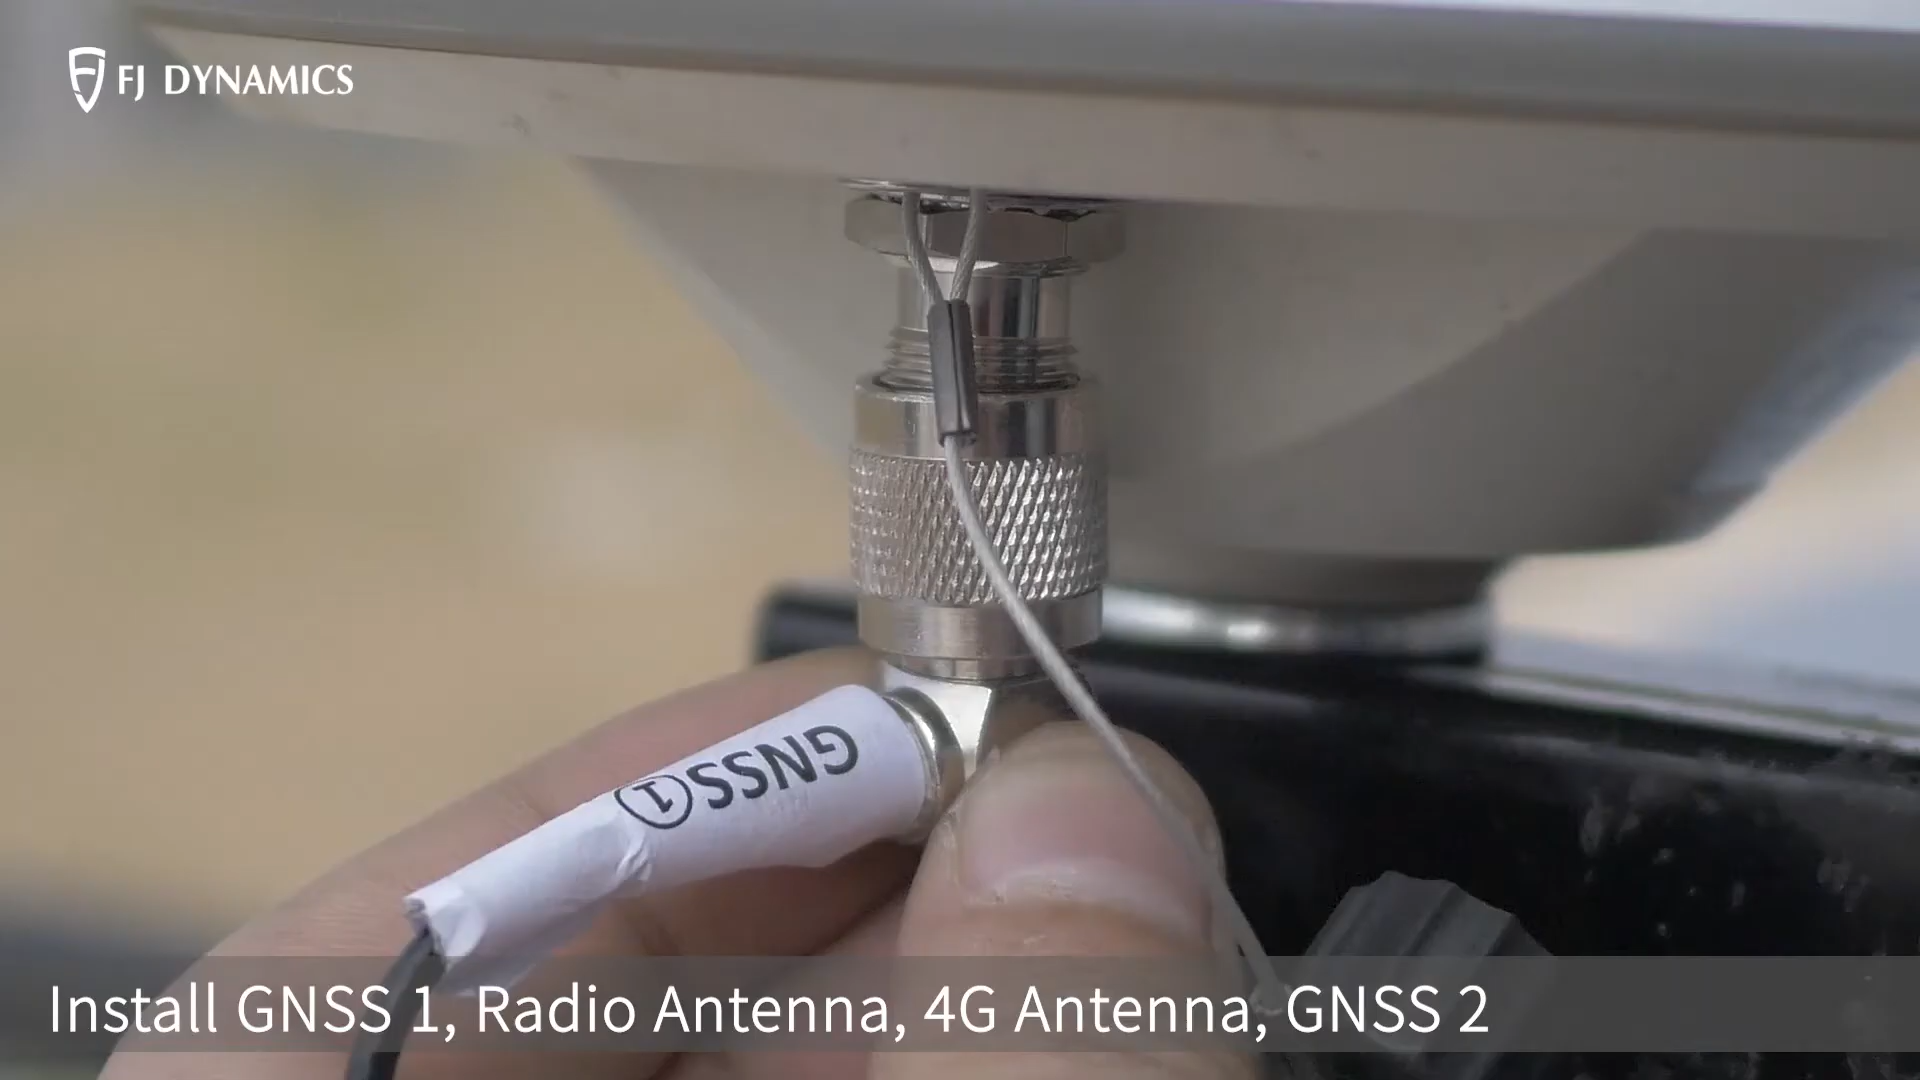 FJ DYNAMICS
GNSS①
Install GNSS 1, Radio Antenna, 4G Antenna, GNSS 2